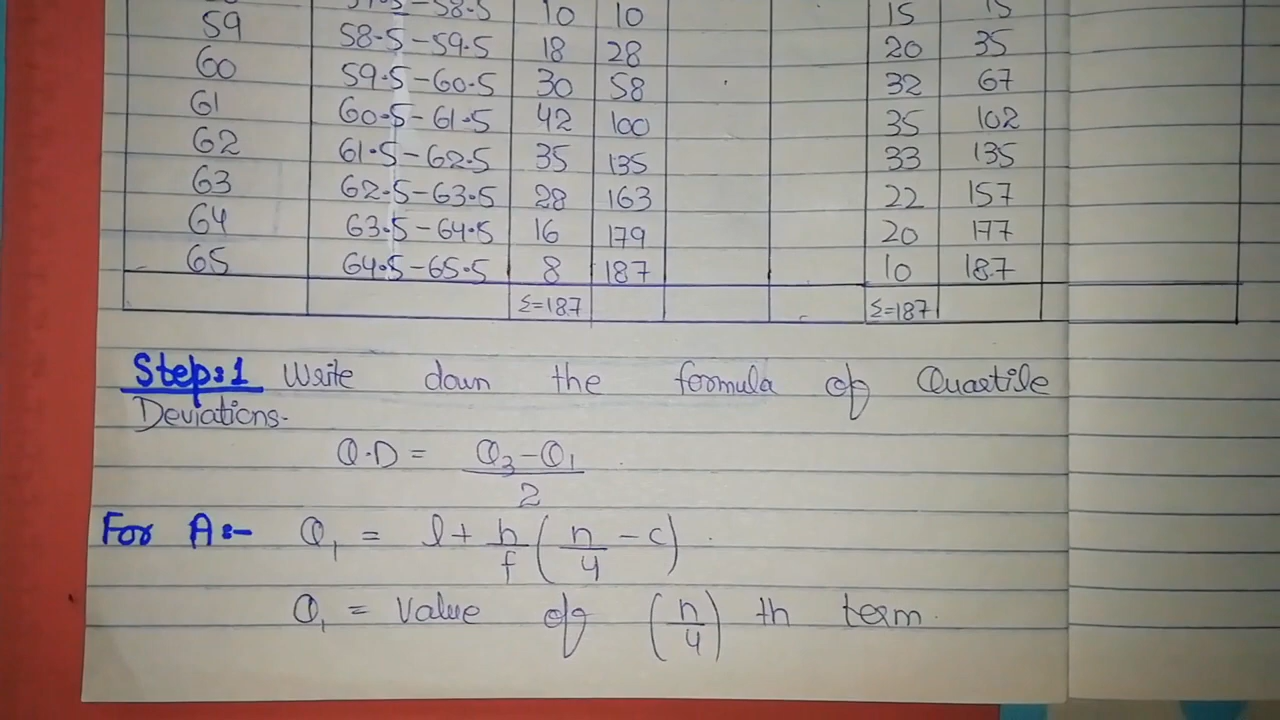 57.5-58.5 10 10 15 15
59 58.5-59.5 18 28 20 35
60 59.5-60.5 30 58 32 67
61 60.5-61.5 42 100 35 102
62 61.5-62.5 35 135 33 135
63 62.5-63.5 28 163 22 157
64 63.5-64.5 16 179 20 177
65 64.5-65.5 8 187 10 187
Σ=187 Σ=187
Step:1 Write down the formula of Quartile
Deviations.
Q.D = Q₃-Q₁/2
For A:- Q₁ = l + h/f (n/4 - c)
Q₁ = value of (n/4) th term.